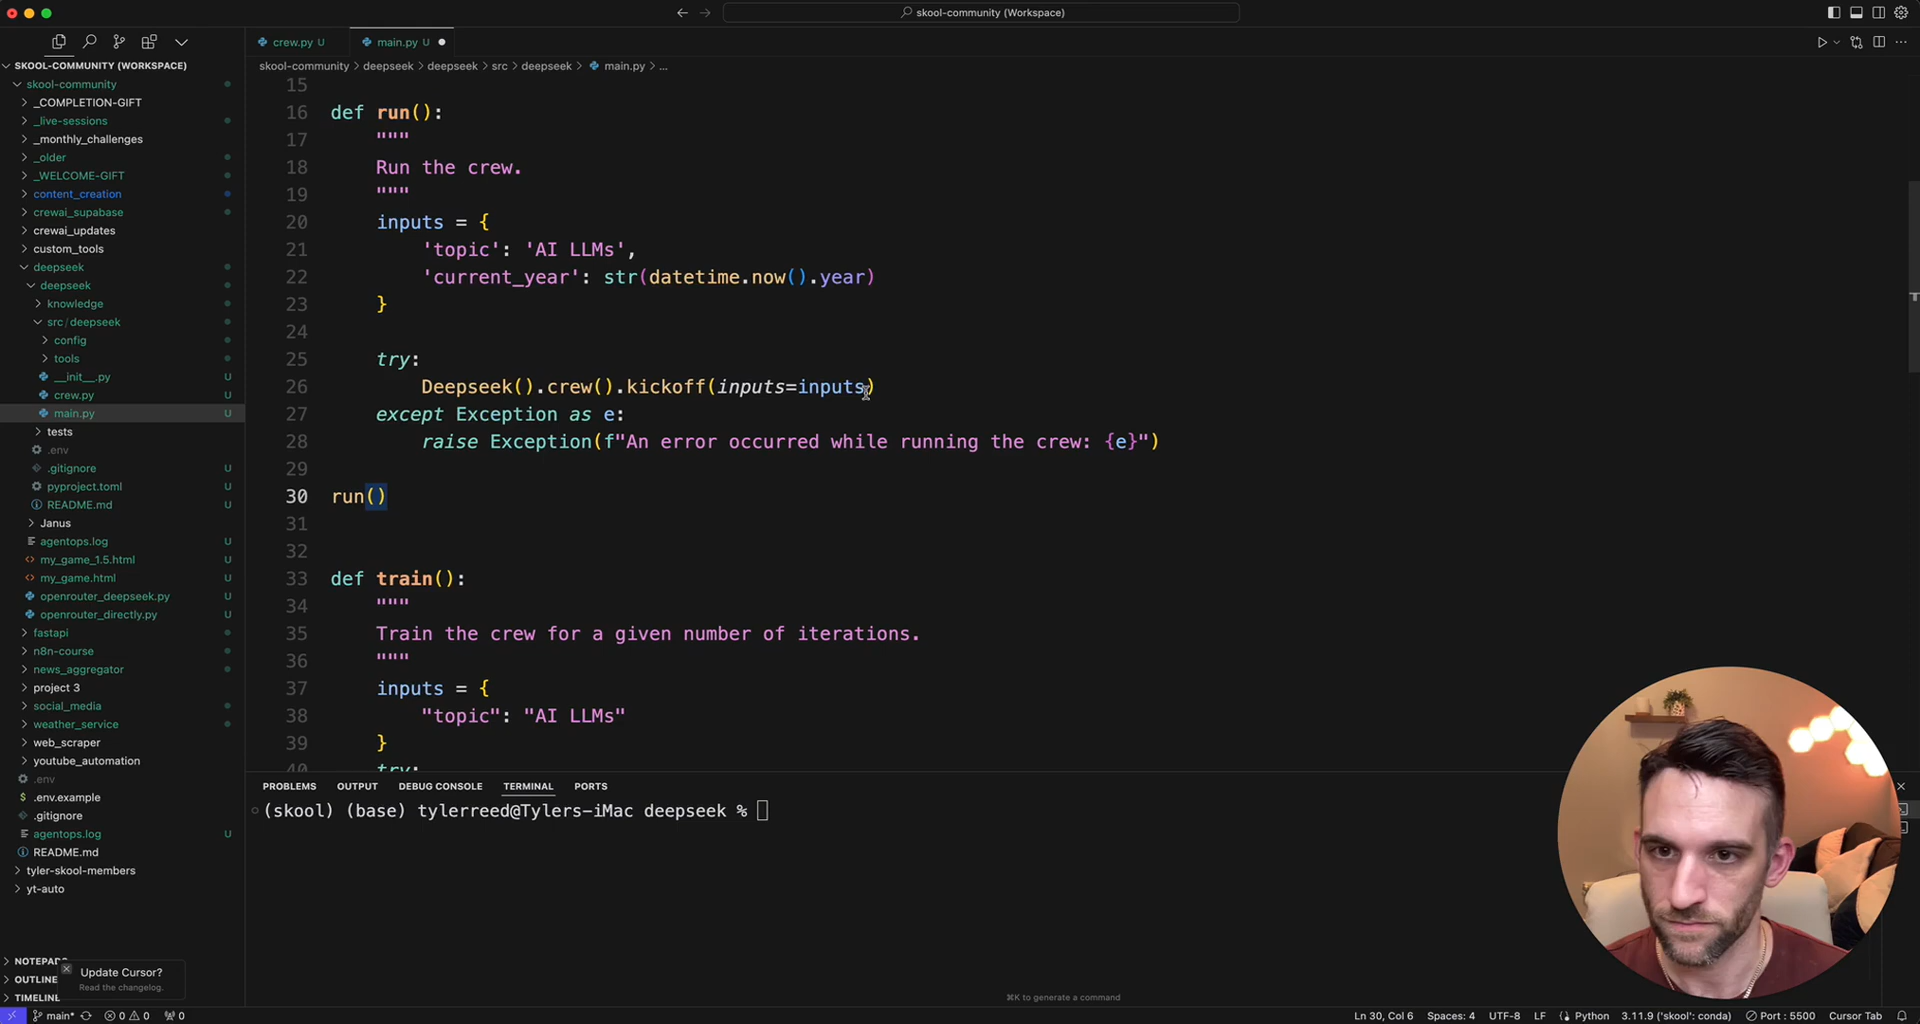 skool-community (Workspace)
SKOOL-COMMUNITY (WORKSPACE)
skool-community
_COMPLETION-GIFT
_live-sessions
_monthly_challenges
_older
_WELCOME-GIFT
content_creation
crewai_supabase
crewai_updates
custom_tools
deepseek
deepseek
knowledge
src/deepseek
config
tools
__init__.py U
crew.py U
main.py U
tests
.env
.gitignore U
pyproject.toml U
README.md U
Janus
agentops.log U
my_game_1.5.html U
my_game.html U
openrouter_deepseek.py U
openrouter_directly.py U
fastapi
n8n-course
news_aggregator
project 3
social_media
weather_service
web_scraper
youtube_automation
.env
.env.example
.gitignore
agentops.log U
README.md
tyler-skool-members
yt-auto
NOTEPADS
OUTLINE
TIMELINE
Update Cursor?
Read the changelog.
crew.py U
main.py U
skool-community > deepseek > deepseek > src > deepseek > main.py > ...
15
16 def run():
17 """
18 Run the crew.
19 """
20 inputs = {
21 'topic': 'AI LLMs',
22 'current_year': str(datetime.now().year)
23 }
24
25 try:
26 Deepseek().crew().kickoff(inputs=inputs)
27 except Exception as e:
28 raise Exception(f"An error occurred while running the crew: {e}")
29
30 run()
31
32
33 def train():
34 """
35 Train the crew for a given number of iterations.
36 """
37 inputs = {
38 "topic": "AI LLMs"
39 }
40 try:
PROBLEMS OUTPUT DEBUG CONSOLE TERMINAL PORTS
(skool) (base) tylerreed@Tylers-iMac deepseek %
⌘K to generate a command
main* 0 0 0 Ln 30, Col 6 Spaces: 4 UTF-8 LF Python 3.11.9 ('skool': conda) Port : 5500 Cursor Tab